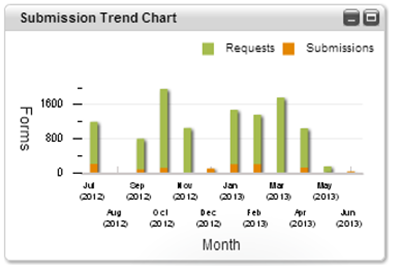 Submission Trend Chart
Requests Submissions
Forms
1600
800
0
Jul Sep Nov Jan Mar May
(2012) (2012) (2012) (2013) (2013) (2013)
Aug Oct Dec Feb Apr Jun
(2012) (2012) (2012) (2013) (2013) (2013)
Month